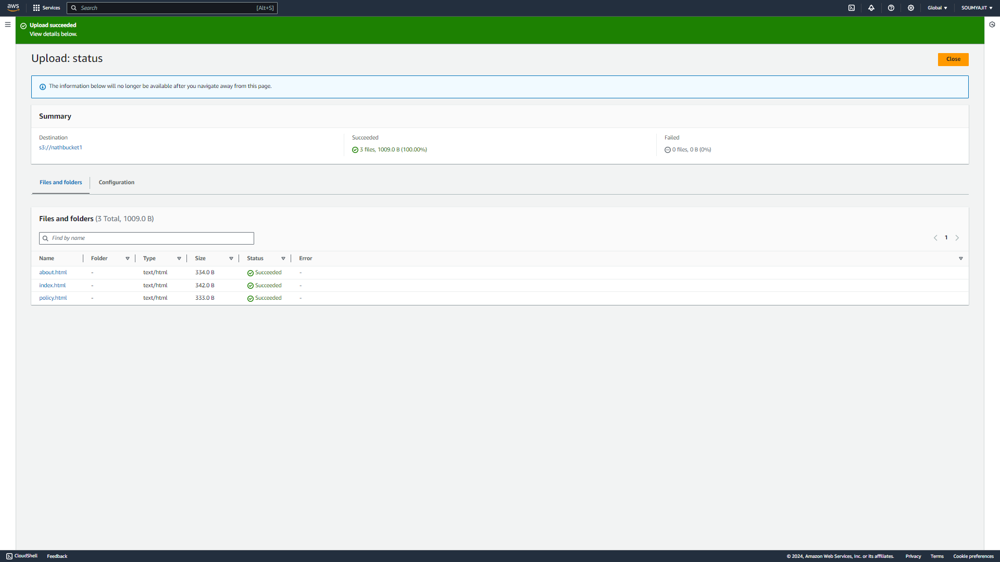 aws Services Search [Alt+S] Global SOUMYAJIT
Upload succeeded
View details below.
Upload: status
Close
The information below will no longer be available after you navigate away from this page.
Summary
Destination Succeeded Failed
s3://nathbucket1 3 files, 1009.0 B (100.00%) 0 files, 0 B (0%)
Files and folders Configuration
Files and folders (3 Total, 1009.0 B)
Find by name 1
Name Folder Type Size Status Error
about.html - text/html 334.0 B Succeeded -
index.html - text/html 342.0 B Succeeded -
policy.html - text/html 333.0 B Succeeded -
CloudShell Feedback © 2024, Amazon Web Services, Inc. or its affiliates. Privacy Terms Cookie preferences